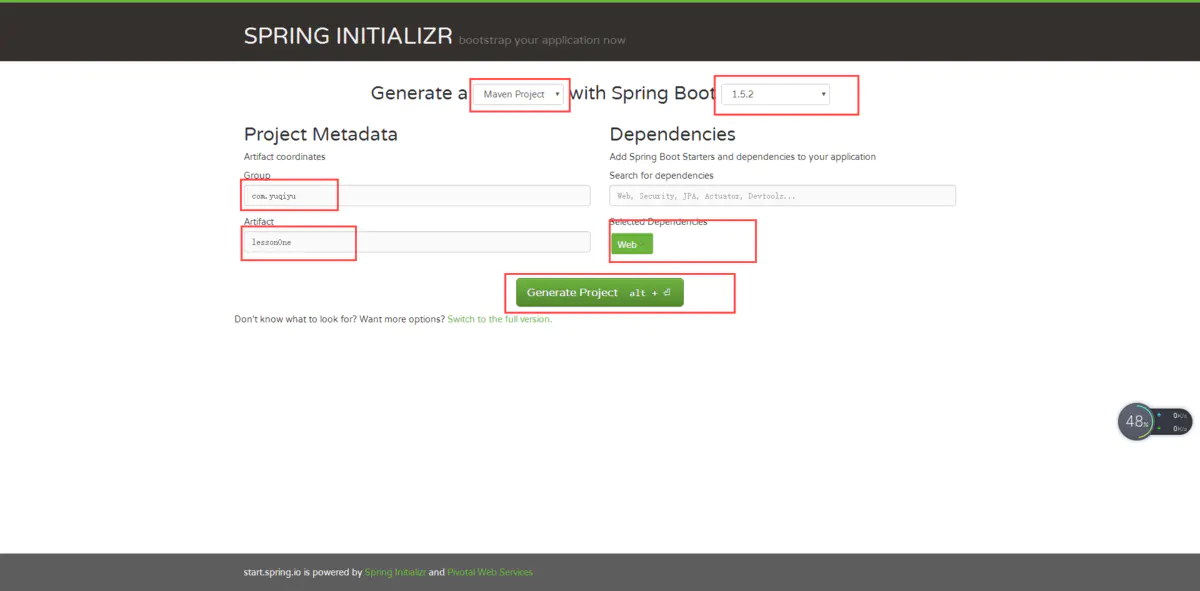 SPRING INITIALIZR bootstrap your application now
Generate a Maven Project with Spring Boot 1.5.2
Project Metadata
Artifact coordinates
Group
com.yuqiyu
Artifact
lessonOne
Dependencies
Add Spring Boot Starters and dependencies to your application
Search for dependencies
Web, Security, JPA, Actuator, Devtools...
Selected Dependencies
Web
Generate Project alt + ⏎
Don't know what to look for? Want more options? Switch to the full version.
48%
0K/s
0K/s
start.spring.io is powered by Spring Initializr and Pivotal Web Services